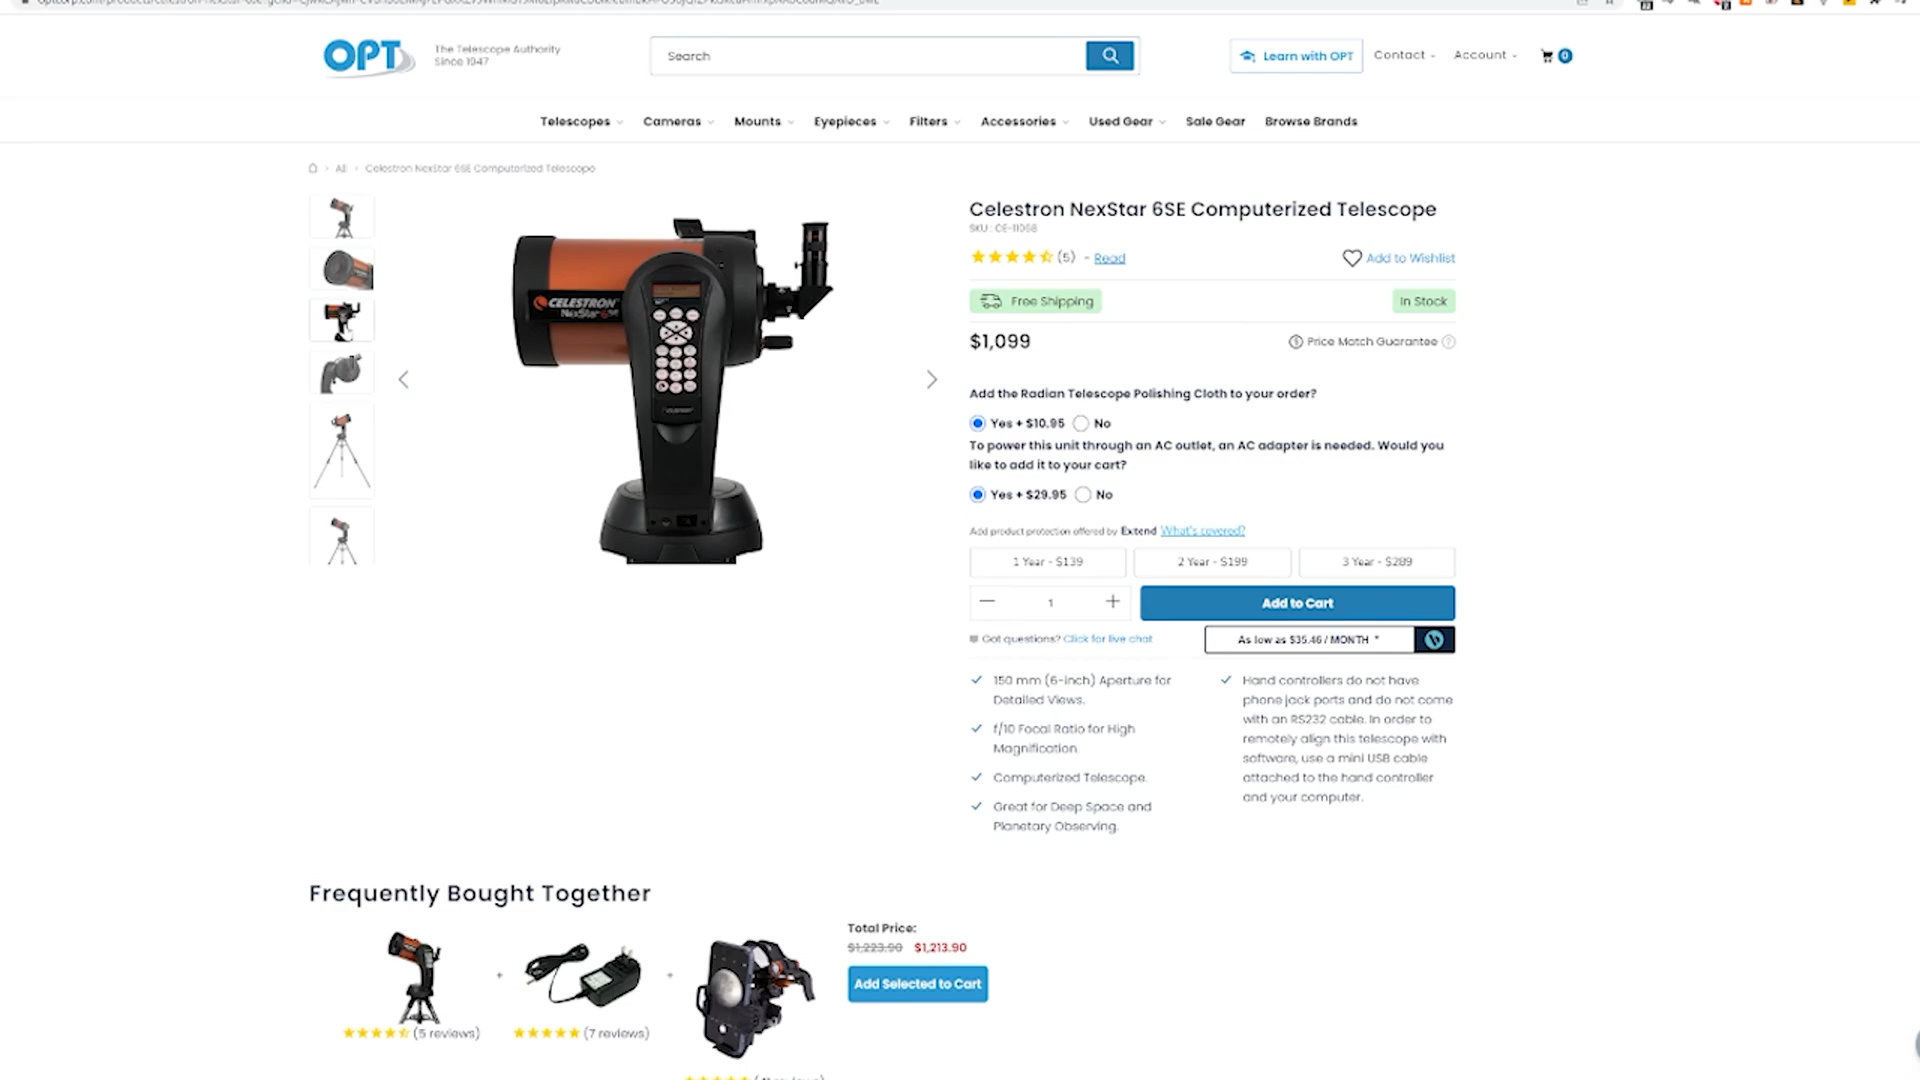 OPT
The Telescope Authority
Since 1947
Search
Learn with OPT
Contact
Account
0
Telescopes
Cameras
Mounts
Eyepieces
Filters
Accessories
Used Gear
Sale Gear
Browse Brands
All > Celestron NexStar 6SE Computerized Telescope
CELESTRON
NexStar 6SE
Celestron NexStar 6SE Computerized Telescope
SKU : CE-11068
(5) - Read
Add to Wishlist
Free Shipping
In Stock
$1,099
Price Match Guarantee ?
Add the Radian Telescope Polishing Cloth to your order?
Yes + $10.95
No
To power this unit through an AC outlet, an AC adapter is needed. Would you
like to add it to your cart?
Yes + $29.95
No
Add product protection offered by Extend What's covered?
1 Year - $139
2 Year - $199
3 Year - $289
— 1 +
Add to Cart
Got questions? Click for live chat
As low as $35.46 / MONTH *
b
150 mm (6-inch) Aperture for
Detailed Views.
f/10 Focal Ratio for High
Magnification.
Computerized Telescope.
Great for Deep Space and
Planetary Observing.
Hand controllers do not have
phone jack ports and do not come
with an RS232 cable. In order to
remotely align this telescope with
software, use a mini USB cable
attached to the hand controller
and your computer.
Frequently Bought Together
+
+
(5 reviews)
(7 reviews)
Total Price:
$1,223.90 $1,213.90
Add Selected to Cart